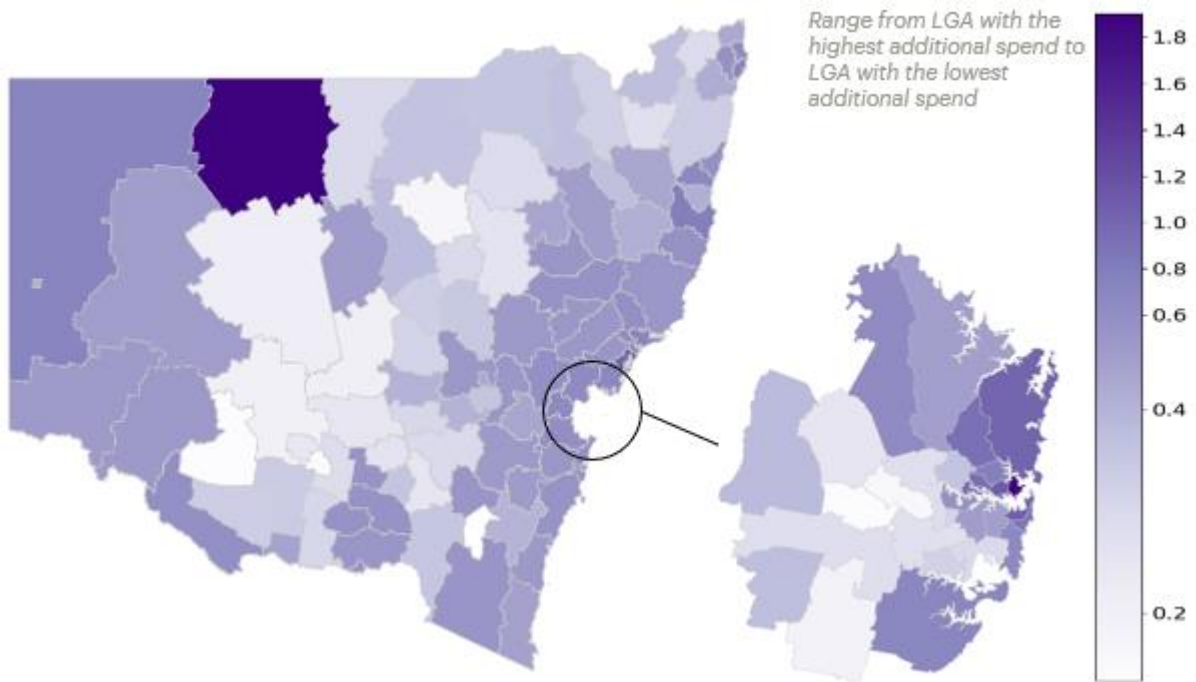 Range from LGA with the
highest additional spend to
LGA with the lowest
additional spend
1.8
1.6
1.4
1.2
1.0
0.8
0.6
0.4
0.2